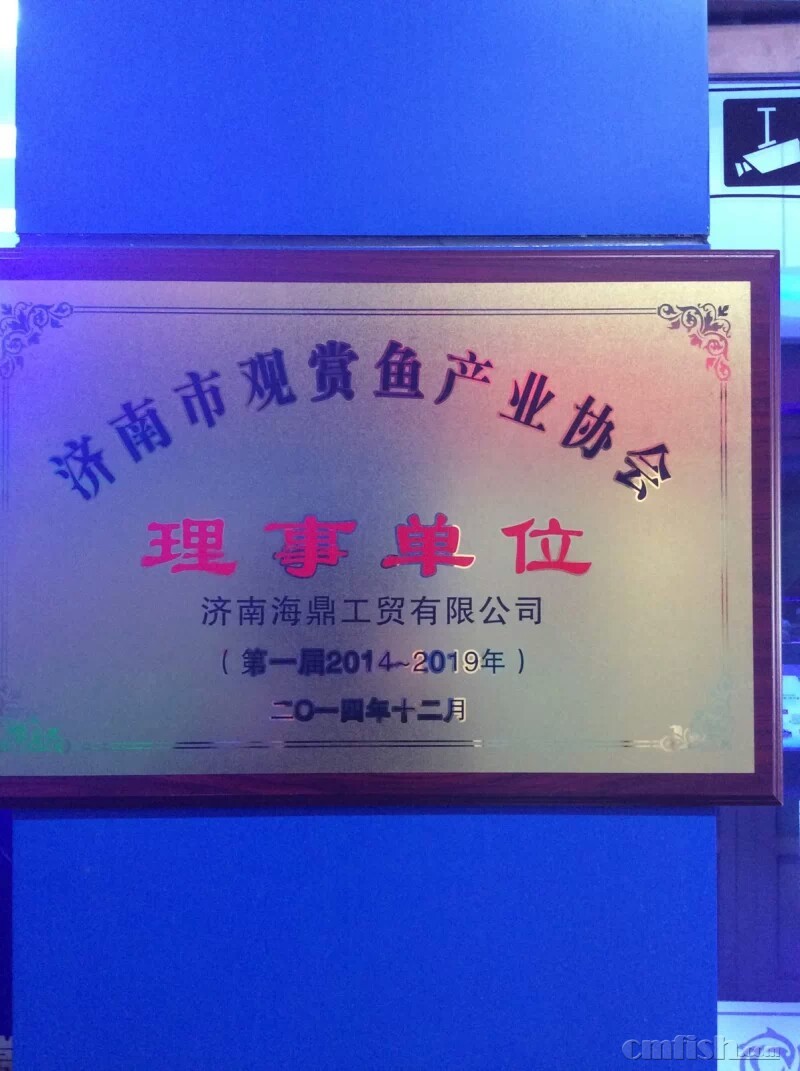 济南市观赏鱼产业协会
理事单位
济南海鼎工贸有限公司
（第一届2014~2019年）
二〇一四年十二月
cmfish.com